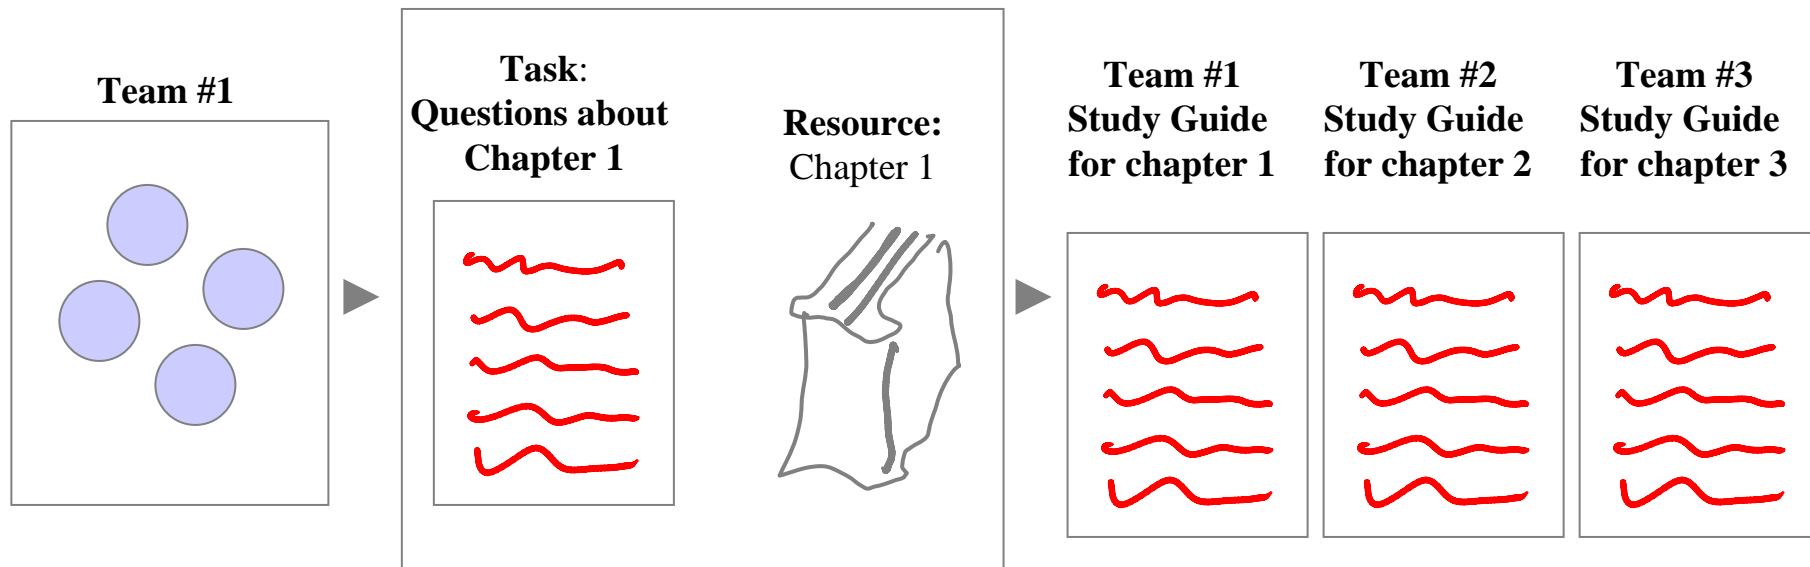 Team #1
Task:
Questions about
Chapter 1
Resource:
Chapter 1
Team #1
Study Guide
for chapter 1
Team #2
Study Guide
for chapter 2
Team #3
Study Guide
for chapter 3